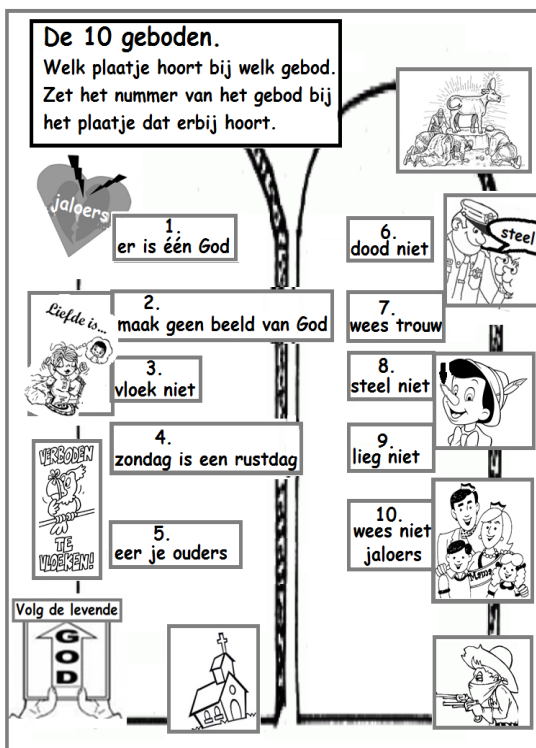 De 10 geboden.
Welk plaatje hoort bij welk gebod.
Zet het nummer van het gebod bij
het plaatje dat erbij hoort.
jaloers
1.
er is één God
2.
maak geen beeld van God
Liefde is...
3.
vloek niet
4.
zondag is een rustdag
VERBODEN
TE
VLOEKEN!
5.
eer je ouders
Volg de levende
GOD
6.
dood niet
steel
7.
wees trouw
8.
steel niet
9.
lieg niet
10.
wees niet
jaloers